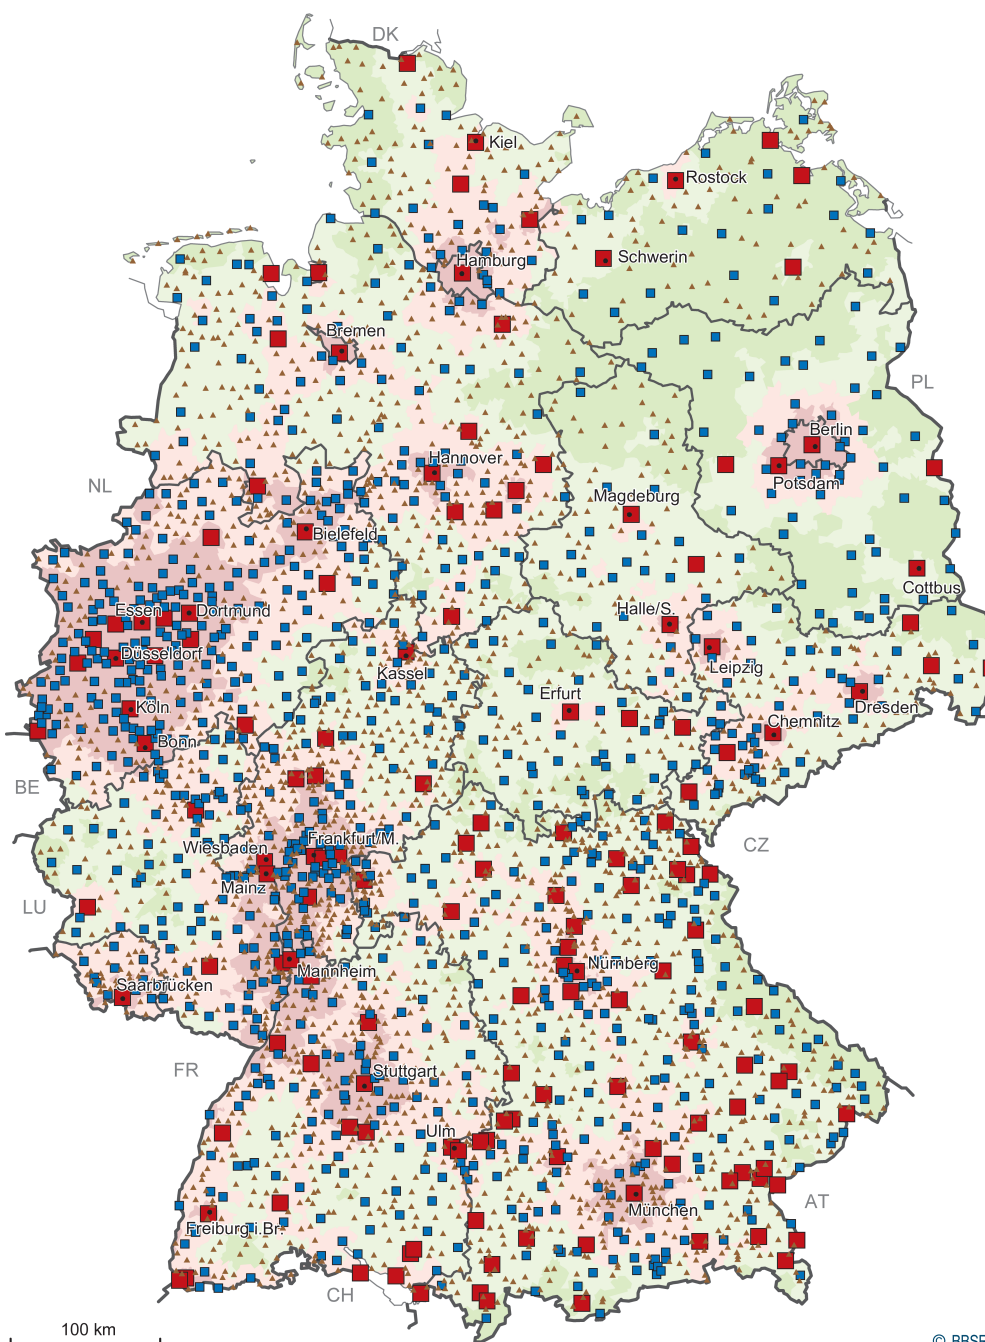 DK
Kiel
Rostock
Hamburg
Schwerin
Bremen
PL
Berlin
Hannover
Potsdam
NL
Magdeburg
Bielefeld
Cottbus
Essen
Dortmund
Halle/S.
Düsseldorf
Leipzig
Kassel
Erfurt
Köln
Dresden
Chemnitz
Bonn
BE
Frankfurt/M.
Wiesbaden
CZ
Mainz
LU
Nürnberg
Mannheim
Saarbrücken
FR
Stuttgart
Ulm
AT
München
Freiburg i.Br.
CH
100 km
© BBSR